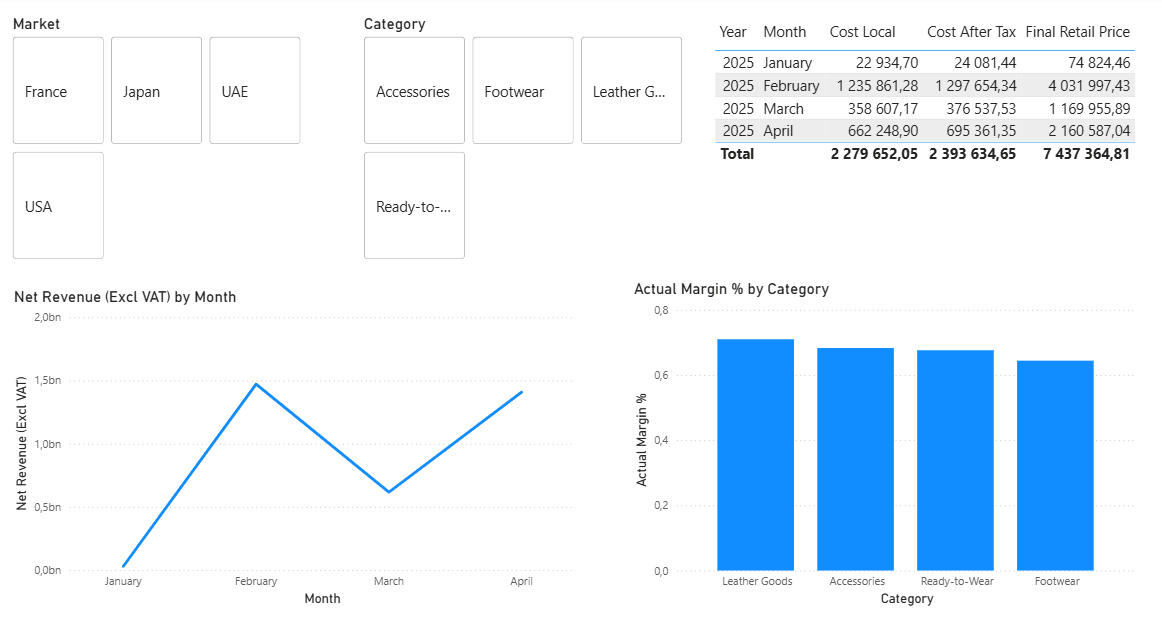 Market
France
Japan
UAE
USA
Category
Accessories
Footwear
Leather G...
Ready-to-...
Year Month Cost Local Cost After Tax Final Retail Price
2025 January 22 934,70 24 081,44 74 824,46
2025 February 1 235 861,28 1 297 654,34 4 031 997,43
2025 March 358 607,17 376 537,53 1 169 955,89
2025 April 662 248,90 695 361,35 2 160 587,04
Total 2 279 652,05 2 393 634,65 7 437 364,81
Net Revenue (Excl VAT) by Month
Net Revenue (Excl VAT)
2,0bn
1,5bn
1,0bn
0,5bn
0,0bn
January February March April
Month
Actual Margin % by Category
Actual Margin %
0,8
0,6
0,4
0,2
0,0
Leather Goods Accessories Ready-to-Wear Footwear
Category